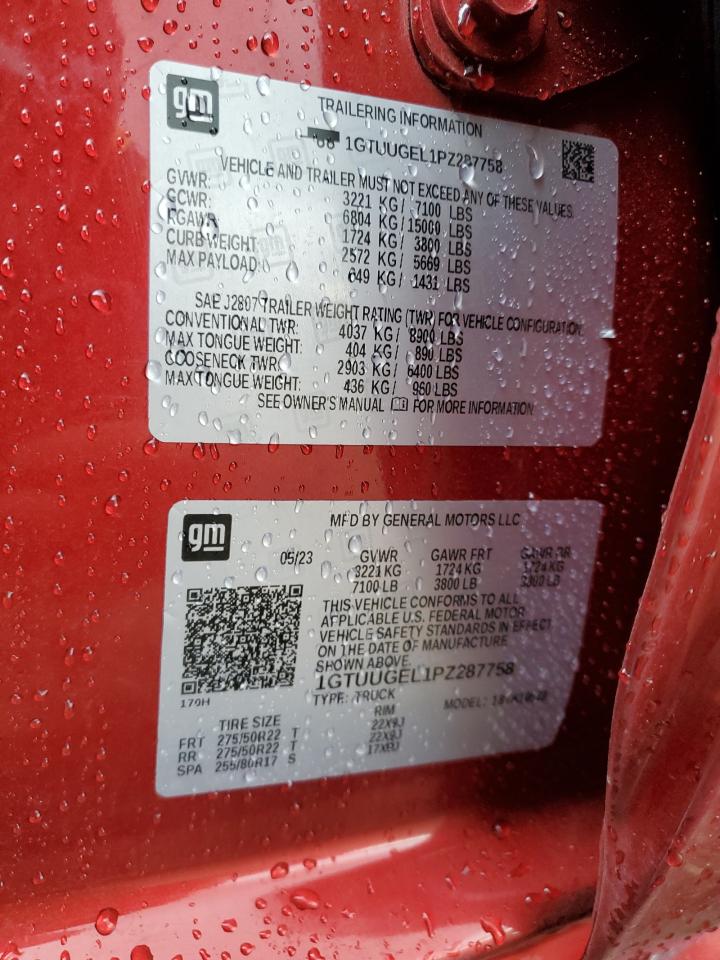 gm
TRAILERING INFORMATION
1GTUUGEL1PZ287758
VEHICLE AND TRAILER MUST NOT EXCEED ANY OF THESE VALUES.
GVWR: 3221 KG/ 7100 LBS
GCWR: 6804 KG/15000 LBS
RGAWR: 1724 KG/ 3800 LBS
CURB WEIGHT: 2572 KG/ 5669 LBS
MAX PAYLOAD: 649 KG/ 1431 LBS
SAE J2807 TRAILER WEIGHT RATING (TWR) FOR VEHICLE CONFIGURATION:
CONVENTIONAL TWR: 4037 KG/ 8900 LBS
MAX TONGUE WEIGHT: 404 KG/ 890 LBS
GOOSENECK TWR: 2903 KG/ 6400 LBS
MAX TONGUE WEIGHT: 436 KG/ 960 LBS
SEE OWNER'S MANUAL FOR MORE INFORMATION
gm
MFD BY GENERAL MOTORS LLC
05/23 GVWR GAWR FRT GAWR RR
3221 KG 1724 KG 1724 KG
7100 LB 3800 LB 3800 LB
THIS VEHICLE CONFORMS TO ALL
APPLICABLE U.S. FEDERAL MOTOR
VEHICLE SAFETY STANDARDS IN EFFECT
ON THE DATE OF MANUFACTURE
SHOWN ABOVE.
1GTUUGEL1PZ287758
170H TYPE: TRUCK MODEL:
TIRE SIZE RIM
FRT 275/50R22 T 22X9J
RR 275/50R22 T 22X9J
SPA 255/80R17 S 17X8J